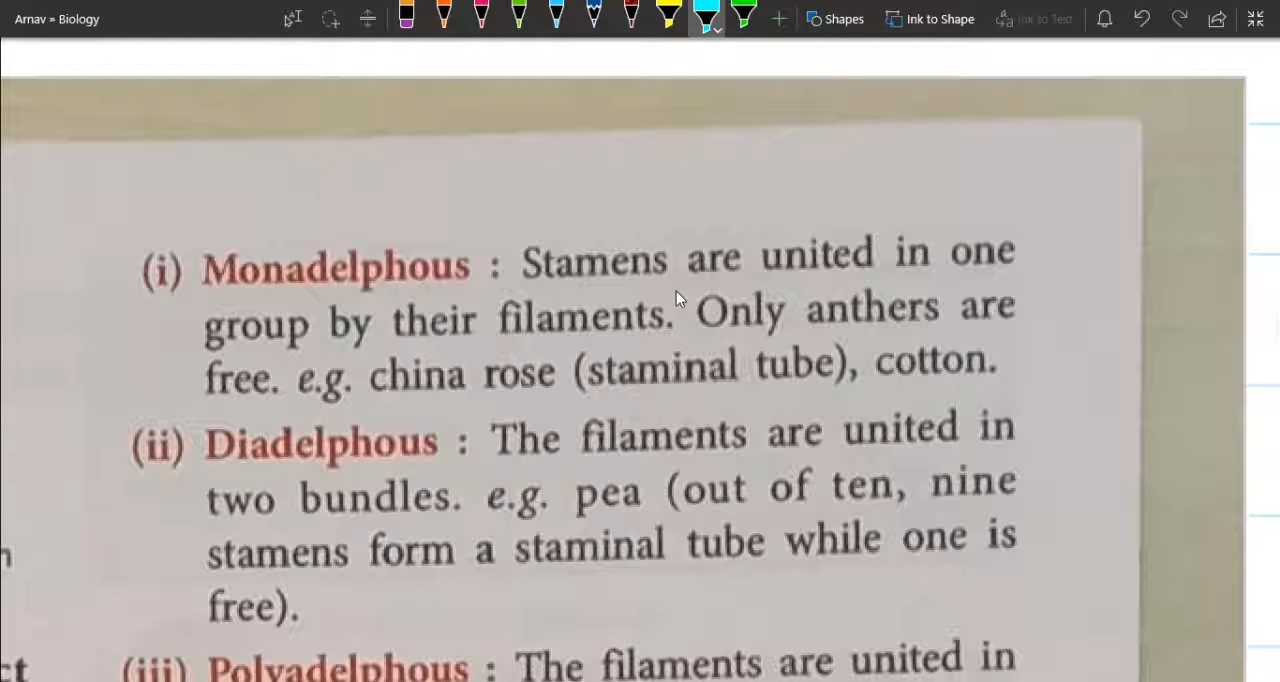 Arnav » Biology
Shapes
Ink to Shape
Ink to Text
(i) Monadelphous : Stamens are united in one
group by their filaments. Only anthers are
free. e.g. china rose (staminal tube), cotton.
(ii) Diadelphous : The filaments are united in
two bundles. e.g. pea (out of ten, nine
stamens form a staminal tube while one is
free).
(iii) Polyadelphous : The filaments are united in